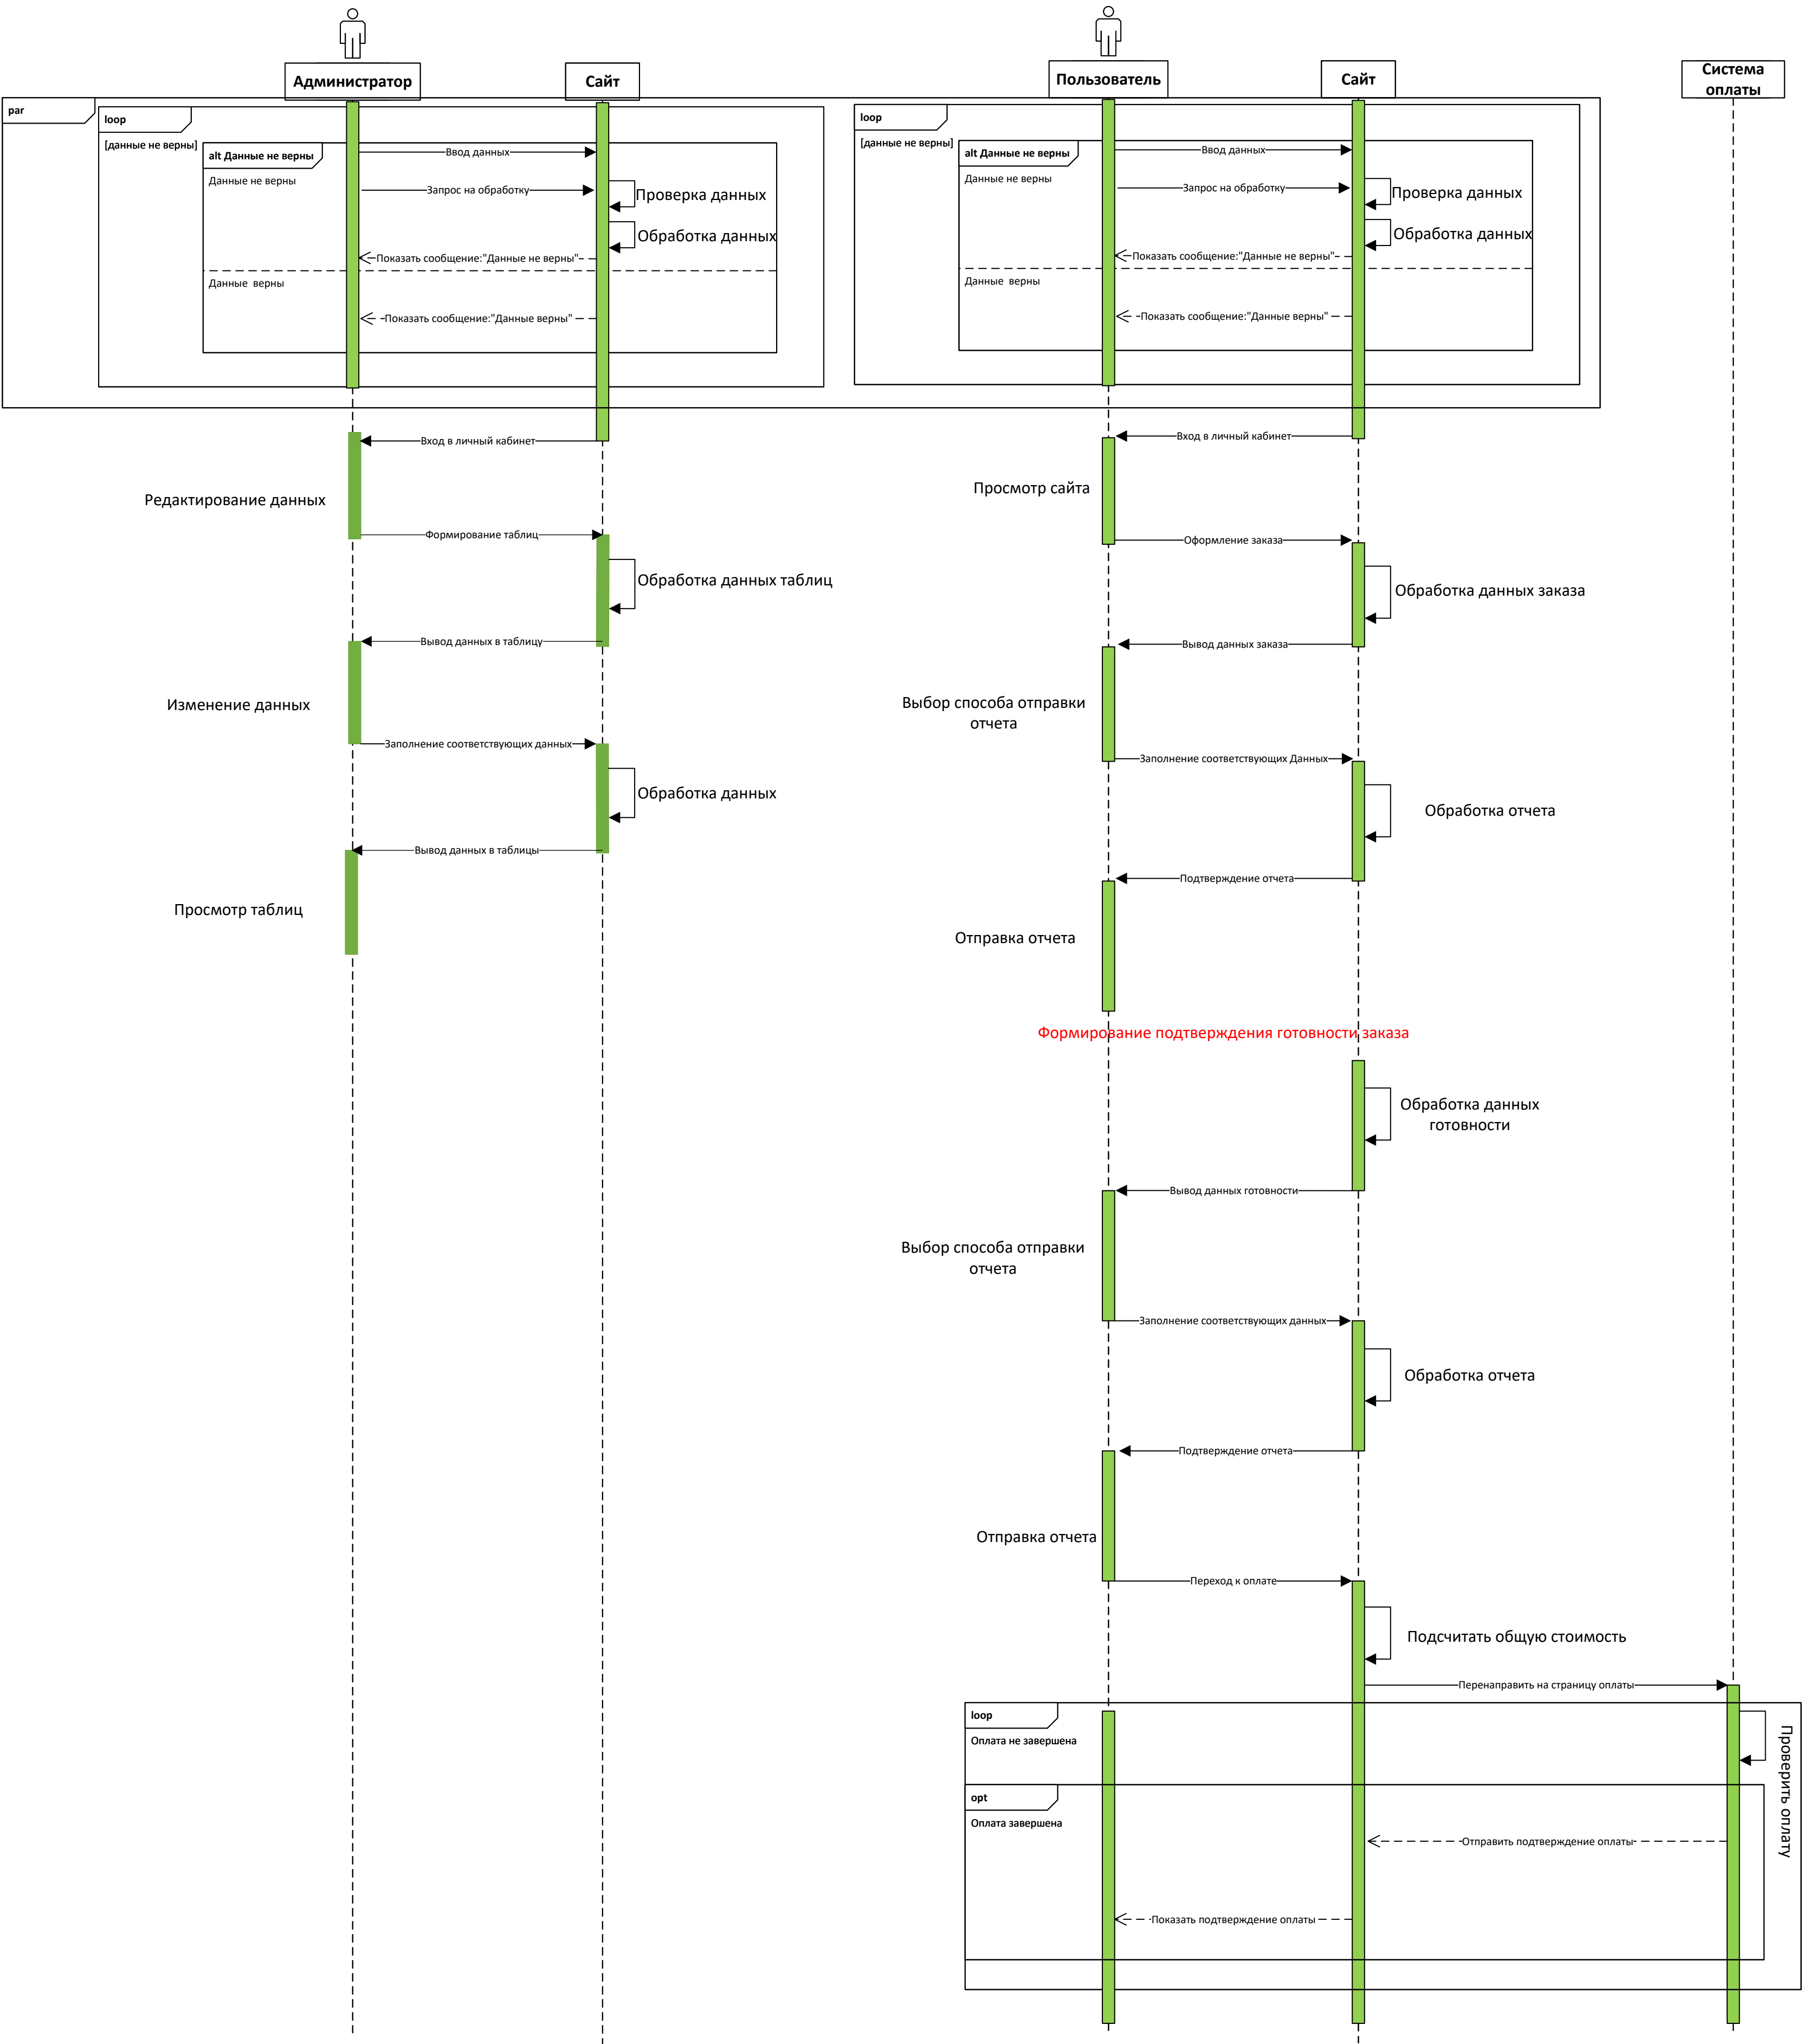 Администратор
Сайт
Пользователь
Сайт
Система
оплаты
par
loop
[данные не верны]
alt Данные не верны
Данные не верны
Ввод данных
Запрос на обработку
Проверка данных
Обработка данных
Показать сообщение:"Данные не верны"
Данные  верны
Показать сообщение:"Данные верны"
loop
[данные не верны]
alt Данные не верны
Данные не верны
Ввод данных
Запрос на обработку
Проверка данных
Обработка данных
Показать сообщение:"Данные не верны"
Данные  верны
Показать сообщение:"Данные верны"
Вход в личный кабинет
Редактирование данных
Формирование таблиц
Обработка данных таблиц
Вывод данных в таблицу
Изменение данных
Заполнение соответствующих данных
Обработка данных
Вывод данных в таблицы
Просмотр таблиц
Вход в личный кабинет
Просмотр сайта
Оформление заказа
Обработка данных заказа
Вывод данных заказа
Выбор способа отправки
отчета
Заполнение соответствующих Данных
Обработка отчета
Подтверждение отчета
Отправка отчета
Формирование подтверждения готовности заказа
Обработка данных
готовности
Вывод данных готовности
Выбор способа отправки
отчета
Заполнение соответствующих данных
Обработка отчета
Подтверждение отчета
Отправка отчета
Переход к оплате
Подсчитать общую стоимость
Перенаправить на страницу оплаты
loop
Оплата не завершена
Проверить оплату
opt
Оплата завершена
Отправить подтверждение оплаты
Показать подтверждение оплаты